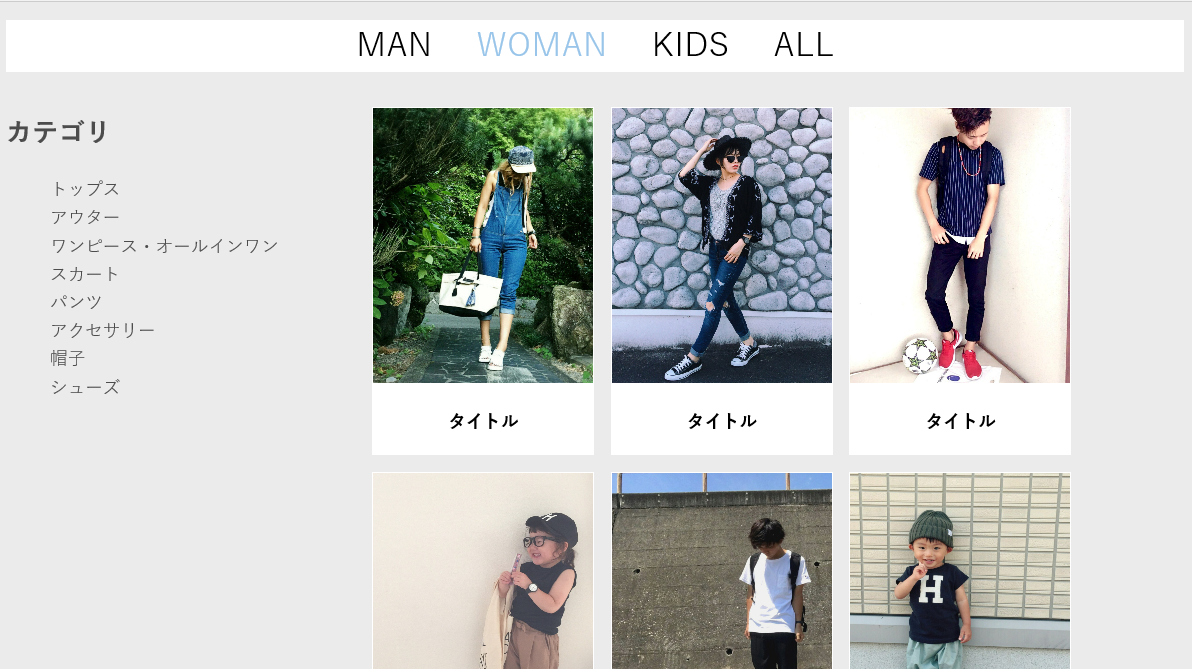 MAN WOMAN KIDS ALL
カテゴリ
トップス
アウター
ワンピース・オールインワン
スカート
パンツ
アクセサリー
帽子
シューズ
タイトル タイトル タイトル
H
H